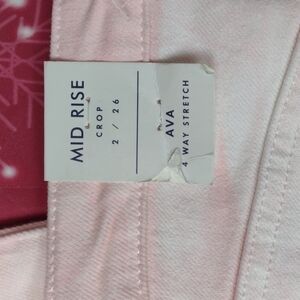 MID RISE
CROP
2 / 26
AVA
4 WAY STRETCH